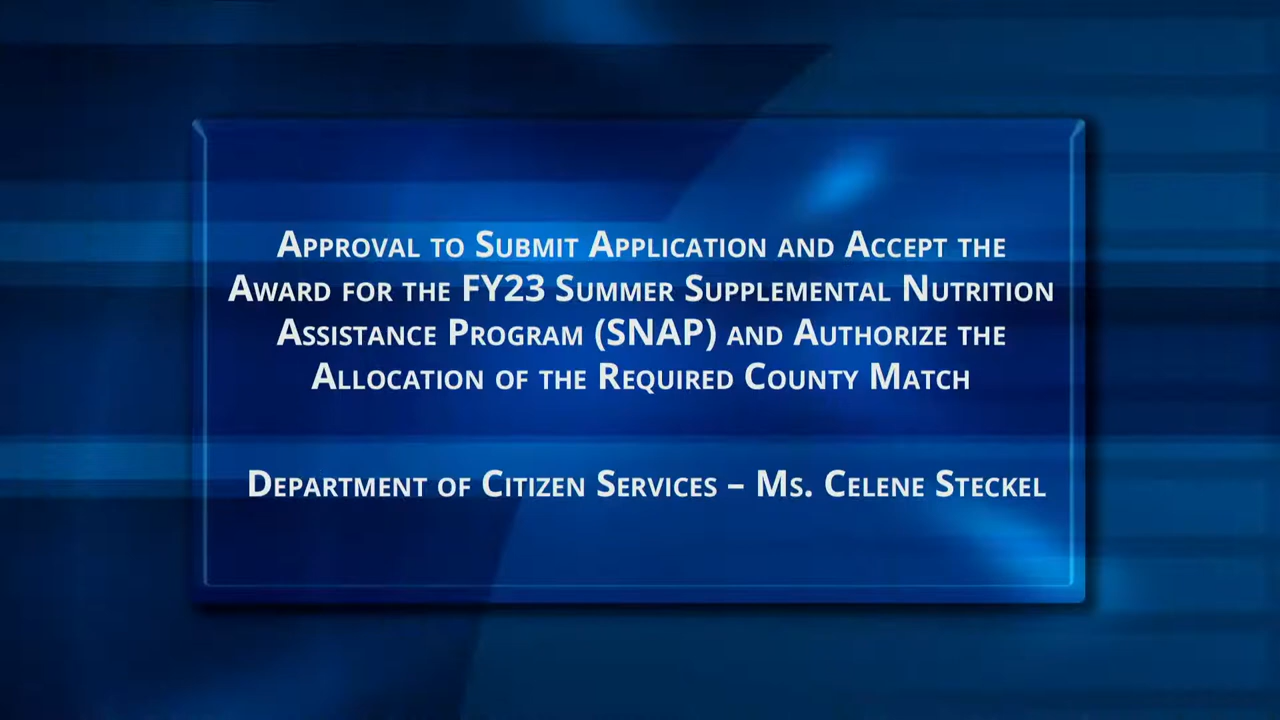 Approval to Submit Application and Accept the
Award for the FY23 Summer Supplemental Nutrition
Assistance Program (SNAP) and Authorize the
Allocation of the Required County Match
Department of Citizen Services – Ms. Celene Steckel